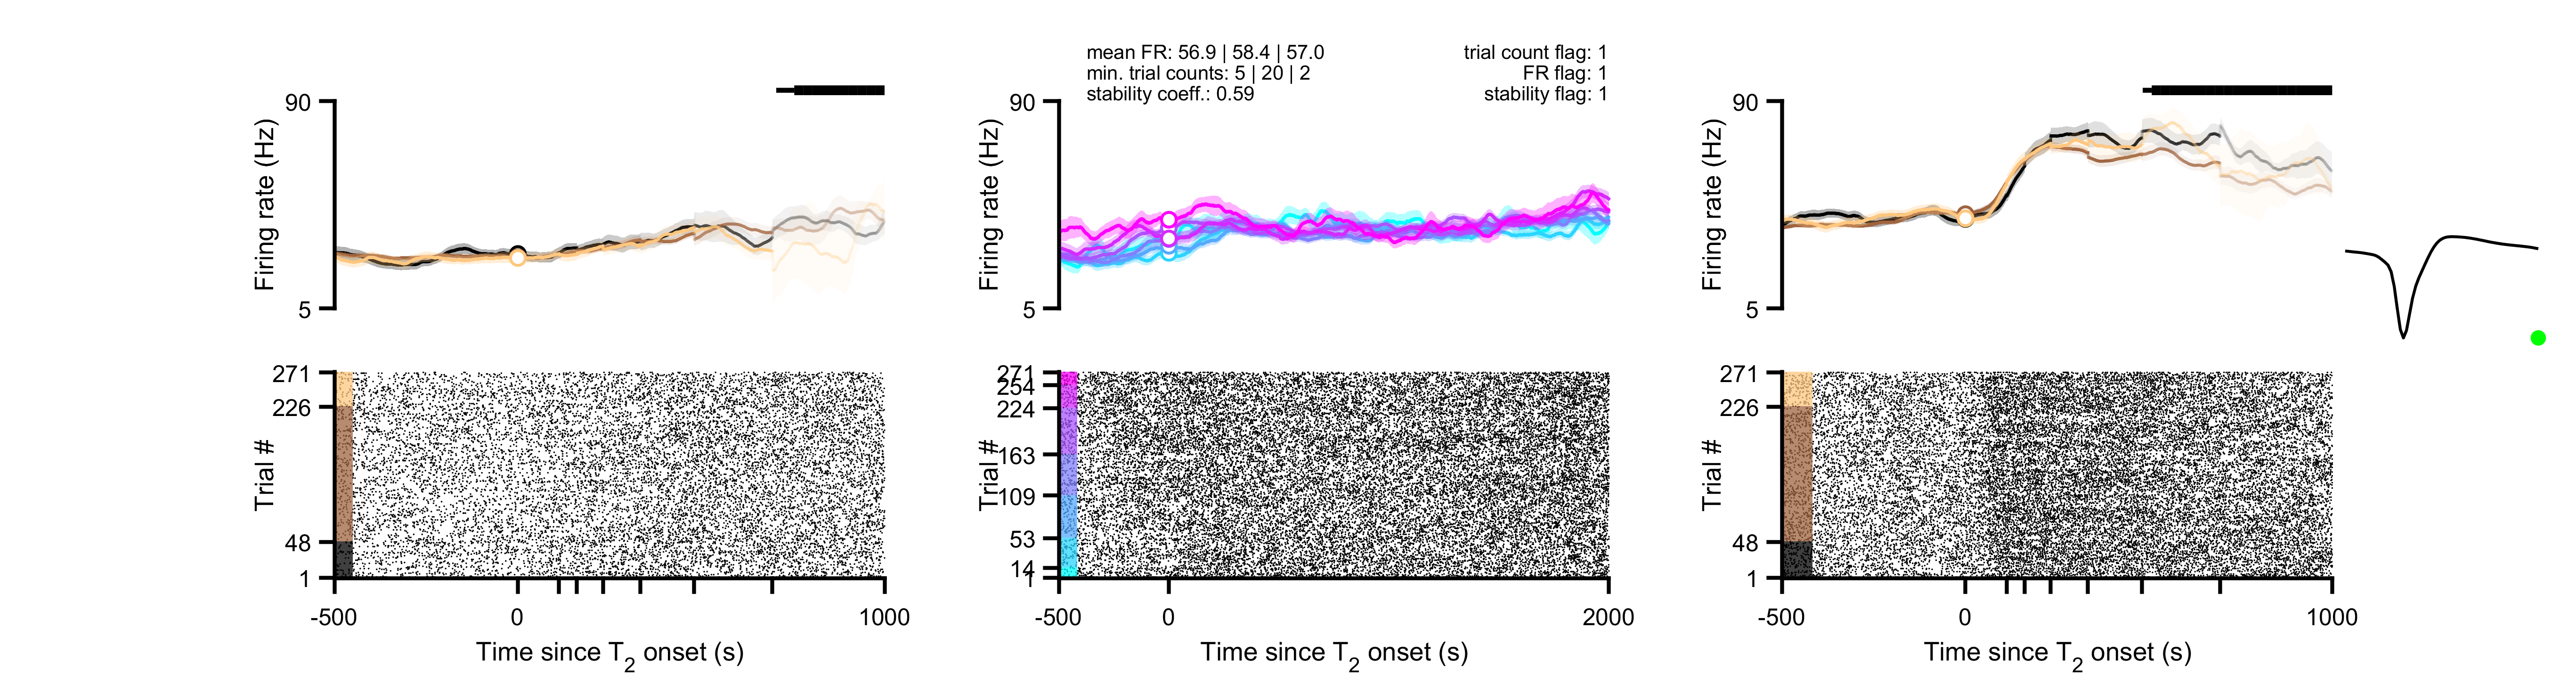 mean FR: 56.9 | 58.4 | 57.0
min. trial counts: 5 | 20 | 2
stability coeff.: 0.59
trial count flag: 1
FR flag: 1
stability flag: 1
90
Firing rate (Hz)
5
90
Firing rate (Hz)
5
90
Firing rate (Hz)
5
271
226
Trial #
48
1
-500
0
1000
Time since T2 onset (s)
271
254
224
163
Trial #
109
53
14
1
-500
0
2000
Time since T2 onset (s)
271
226
Trial #
48
1
-500
0
1000
Time since T2 onset (s)